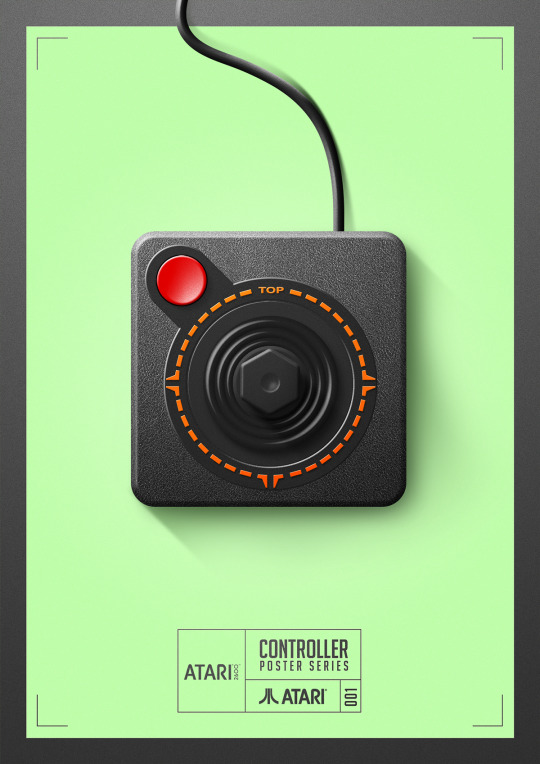 TOP
ATARI 2600
CONTROLLER
POSTER SERIES
ATARI
001